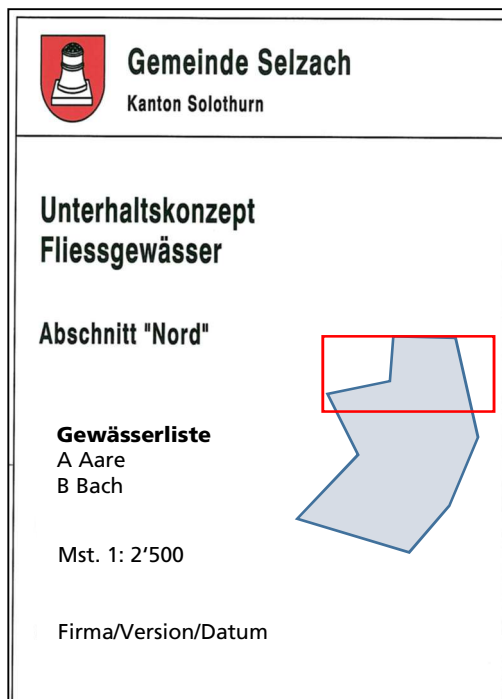 Gemeinde Selzach
Kanton Solothurn
Unterhaltskonzept
Fliessgewässer
Abschnitt "Nord"
Gewässerliste
A Aare
B Bach
Mst. 1: 2'500
Firma/Version/Datum